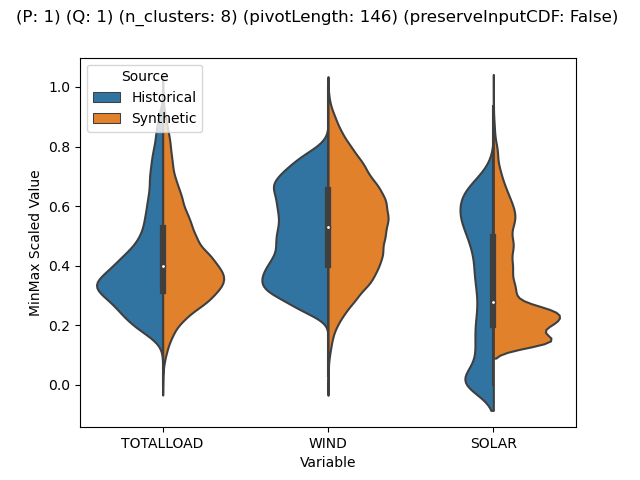 (P: 1) (Q: 1) (n_clusters: 8) (pivotLength: 146) (preserveInputCDF: False)
Source
Historical
Synthetic
MinMax Scaled Value
1.0
0.8
0.6
0.4
0.2
0.0
TOTALLOAD WIND SOLAR
Variable